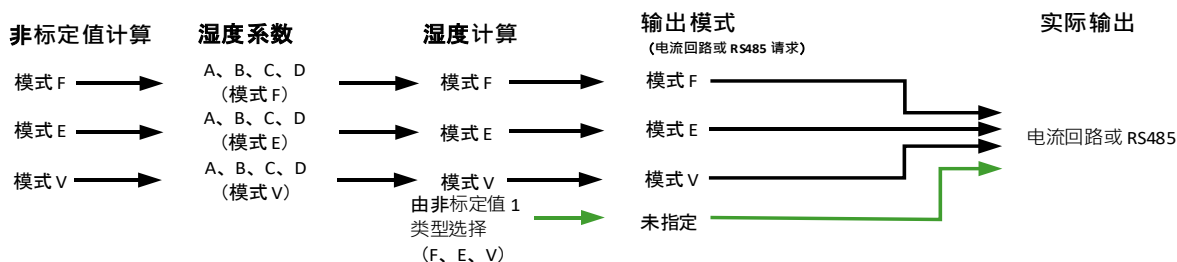 非标定值计算 湿度系数 湿度计算 输出模式 实际输出
（电流回路或 RS485 请求）
模式 F A、B、C、D 模式 F 模式 F
（模式 F）
模式 E A、B、C、D 模式 E 模式 E 电流回路或 RS485
（模式 E）
模式 V A、B、C、D 模式 V 模式 V
（模式 V）
由非标定值 1
类型选择 未指定
（F、E、V）